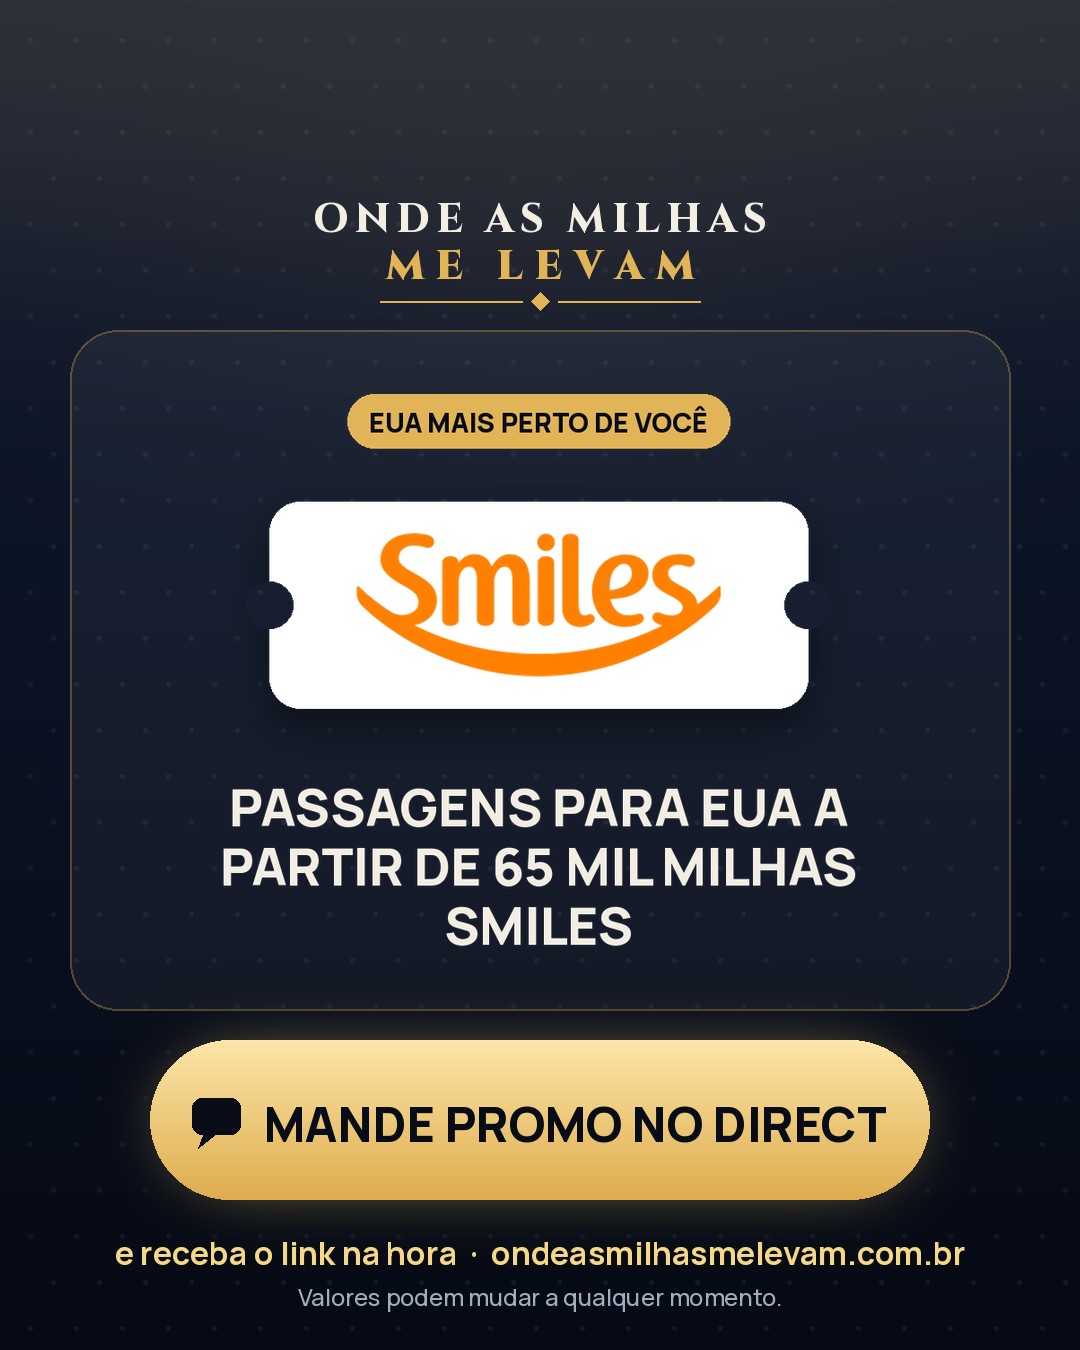 ONDE AS MILHAS
ME LEVAM
EUA MAIS PERTO DE VOCÊ
Smiles
PASSAGENS PARA EUA A
PARTIR DE 65 MIL MILHAS
SMILES
MANDE PROMO NO DIRECT
e receba o link na hora · ondeasmilhasmelevam.com.br
Valores podem mudar a qualquer momento.